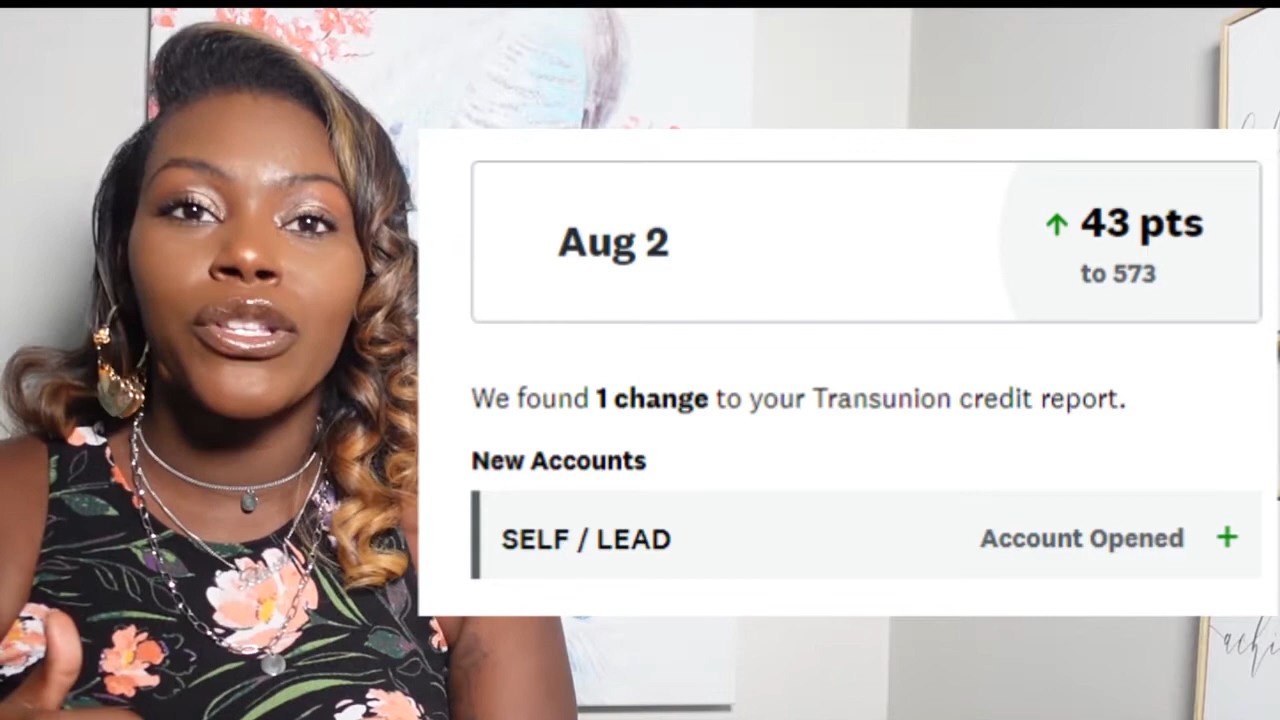 Aug 2
↑ 43 pts
to 573
We found 1 change to your Transunion credit report.
New Accounts
SELF / LEAD
Account Opened +